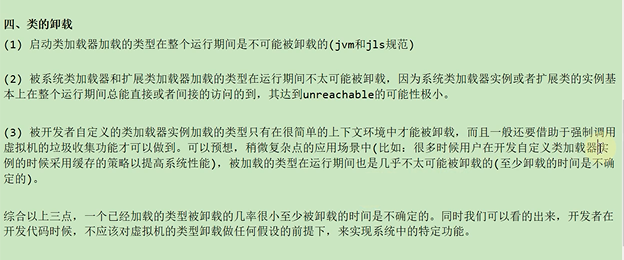 四、类的卸载
(1) 启动类加载器加载的类型在整个运行期间是不可能被卸载的(jvm和jls规范)
(2) 被系统类加载器和扩展类加载器加载的类型在运行期间不太可能被卸载，因为系统类加载器实例或者扩展类的实例基
本上在整个运行期间总能直接或者间接的访问的到，其达到unreachable的可能性极小。
(3) 被开发者自定义的类加载器实例加载的类型只有在很简单的上下文环境中才能被卸载，而且一般还要借助于强制调用
虚拟机的垃圾收集功能才可以做到。可以预想，稍微复杂点的应用场景中(比如：很多时候用户在开发自定义类加载器实
例的时候采用缓存的策略以提高系统性能)，被加载的类型在运行期间也是几乎不太可能被卸载的(至少卸载的时间是不确
定的)。
综合以上三点，一个已经加载的类型被卸载的几率很小至少被卸载的时间是不确定的。同时我们可以看的出来，开发者在
开发代码时候，不应该对虚拟机的类型卸载做任何假设的前提下，来实现系统中的特定功能。